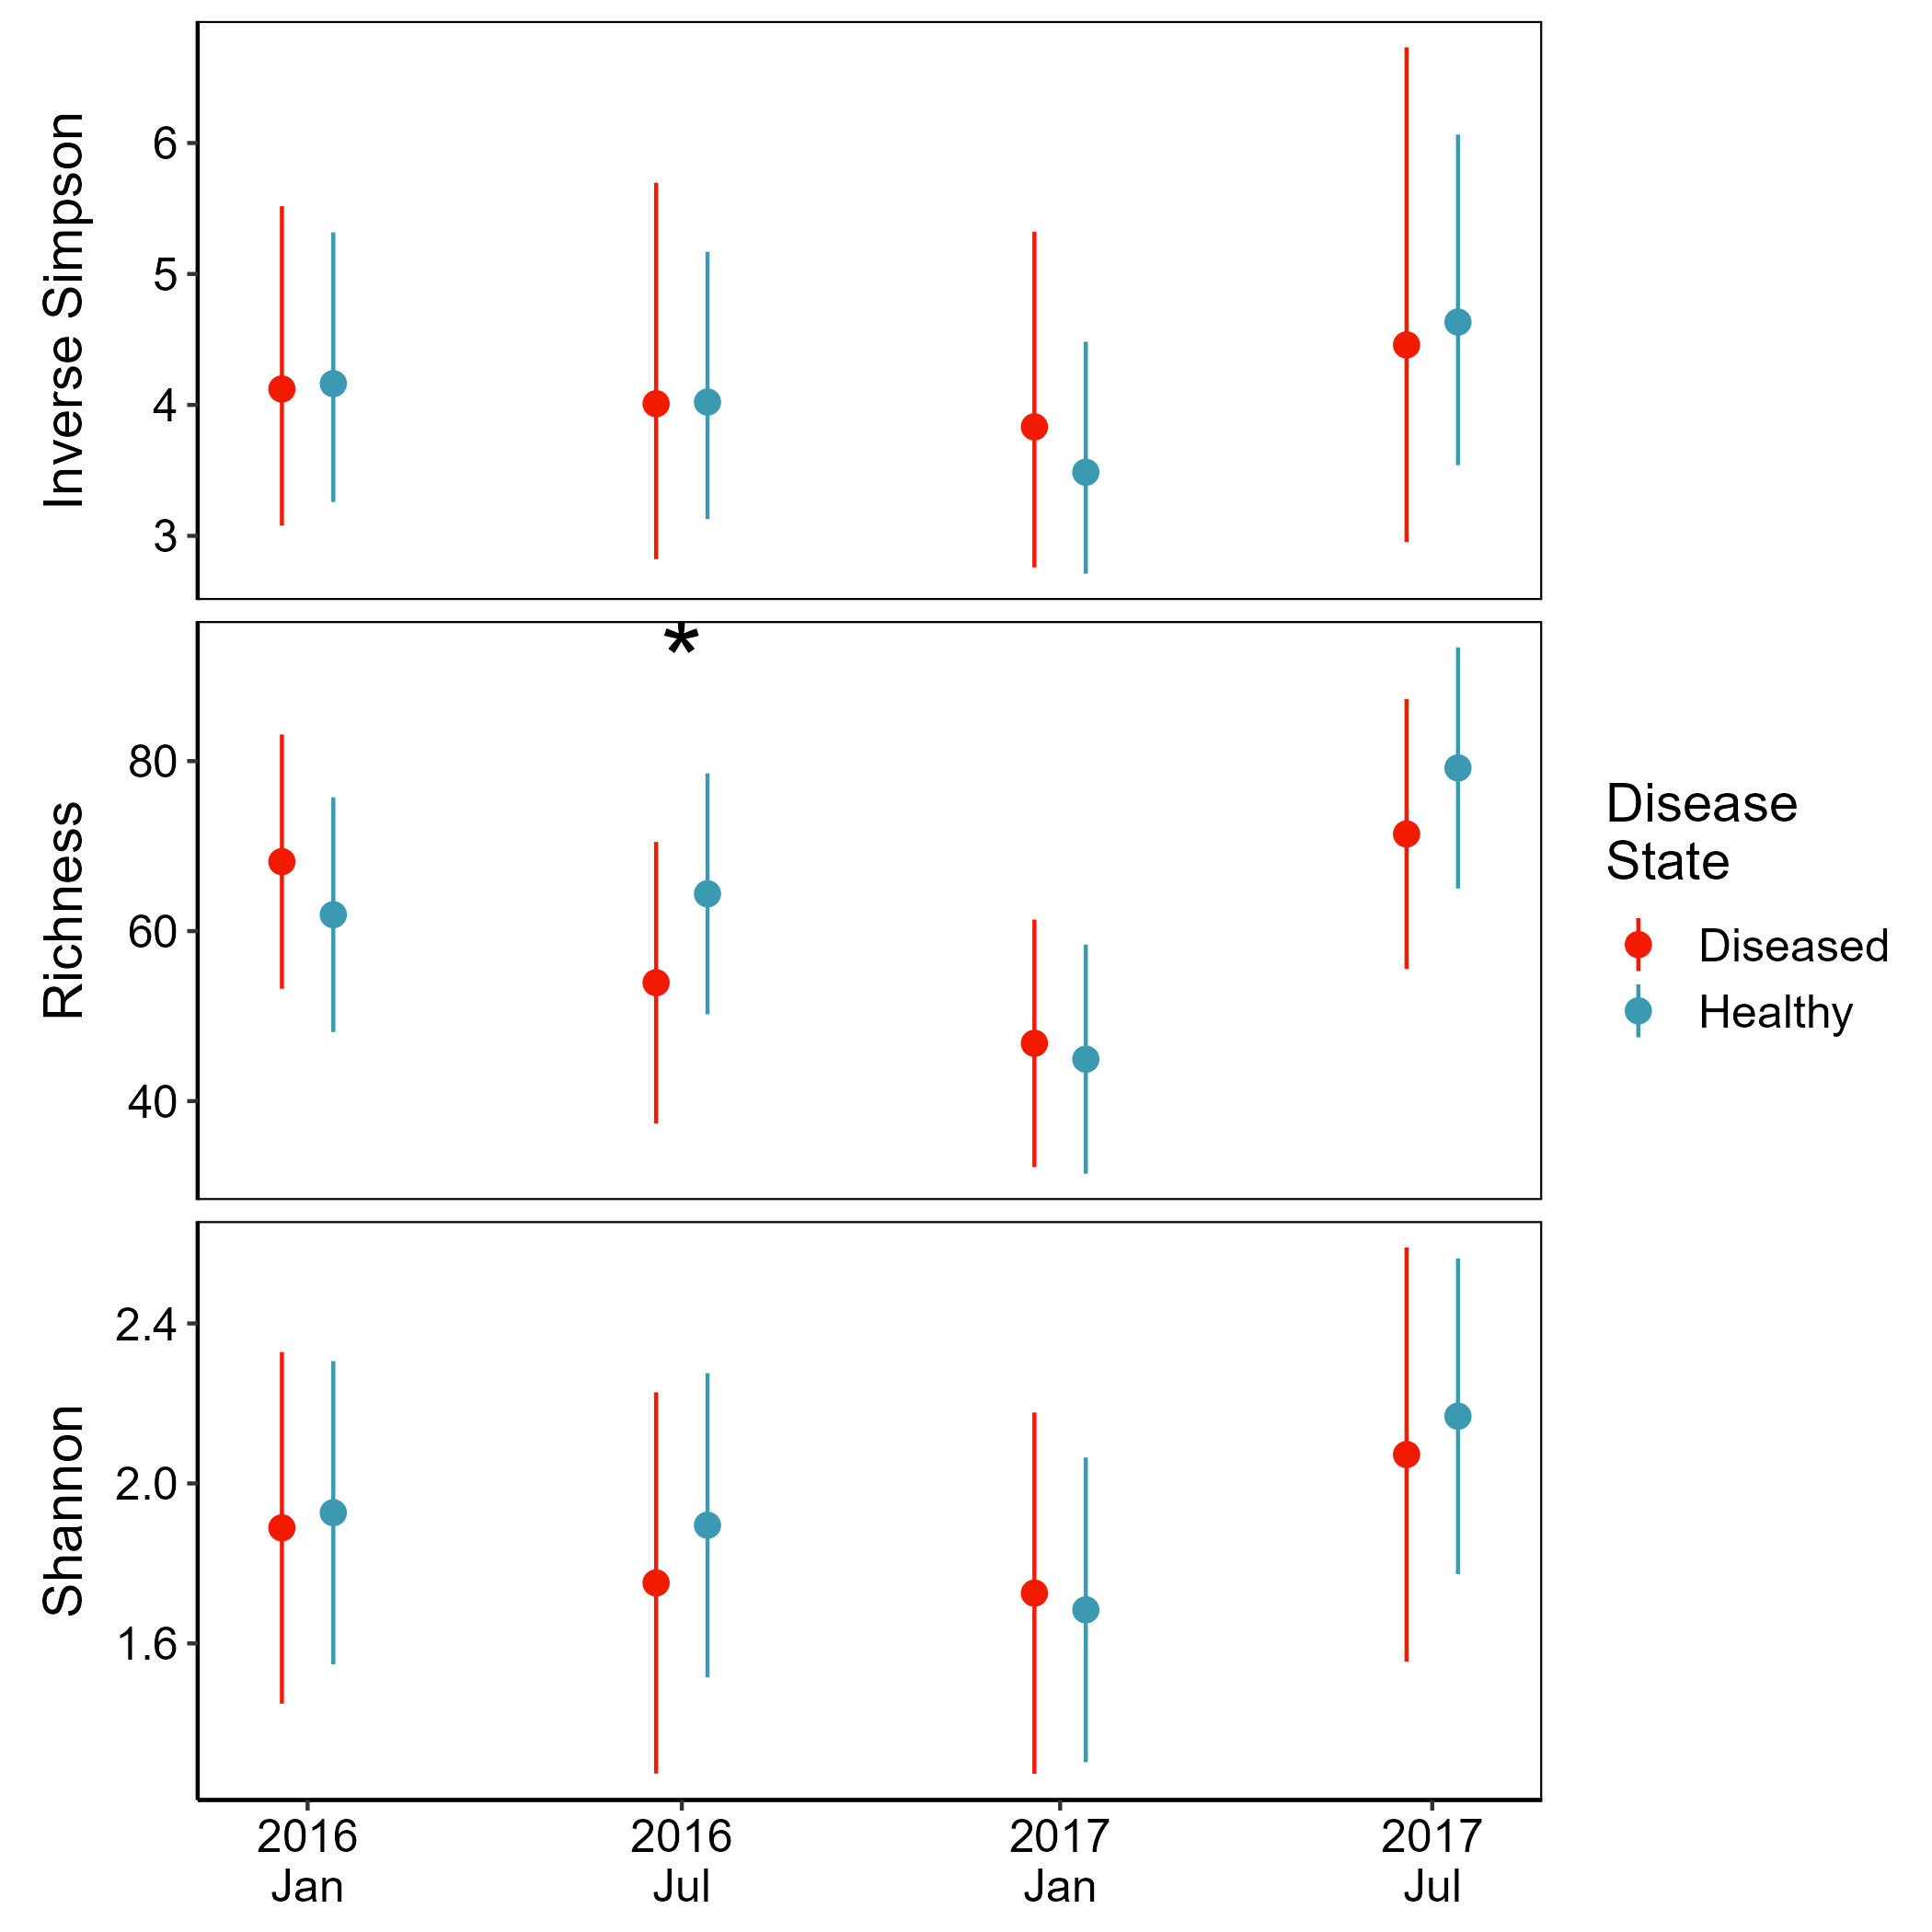 Inverse Simpson
6
5
4
3
*
Richness
80
60
40
Shannon
2.4
2.0
1.6
2016
Jan
2016
Jul
2017
Jan
2017
Jul
Disease
State
Diseased
Healthy